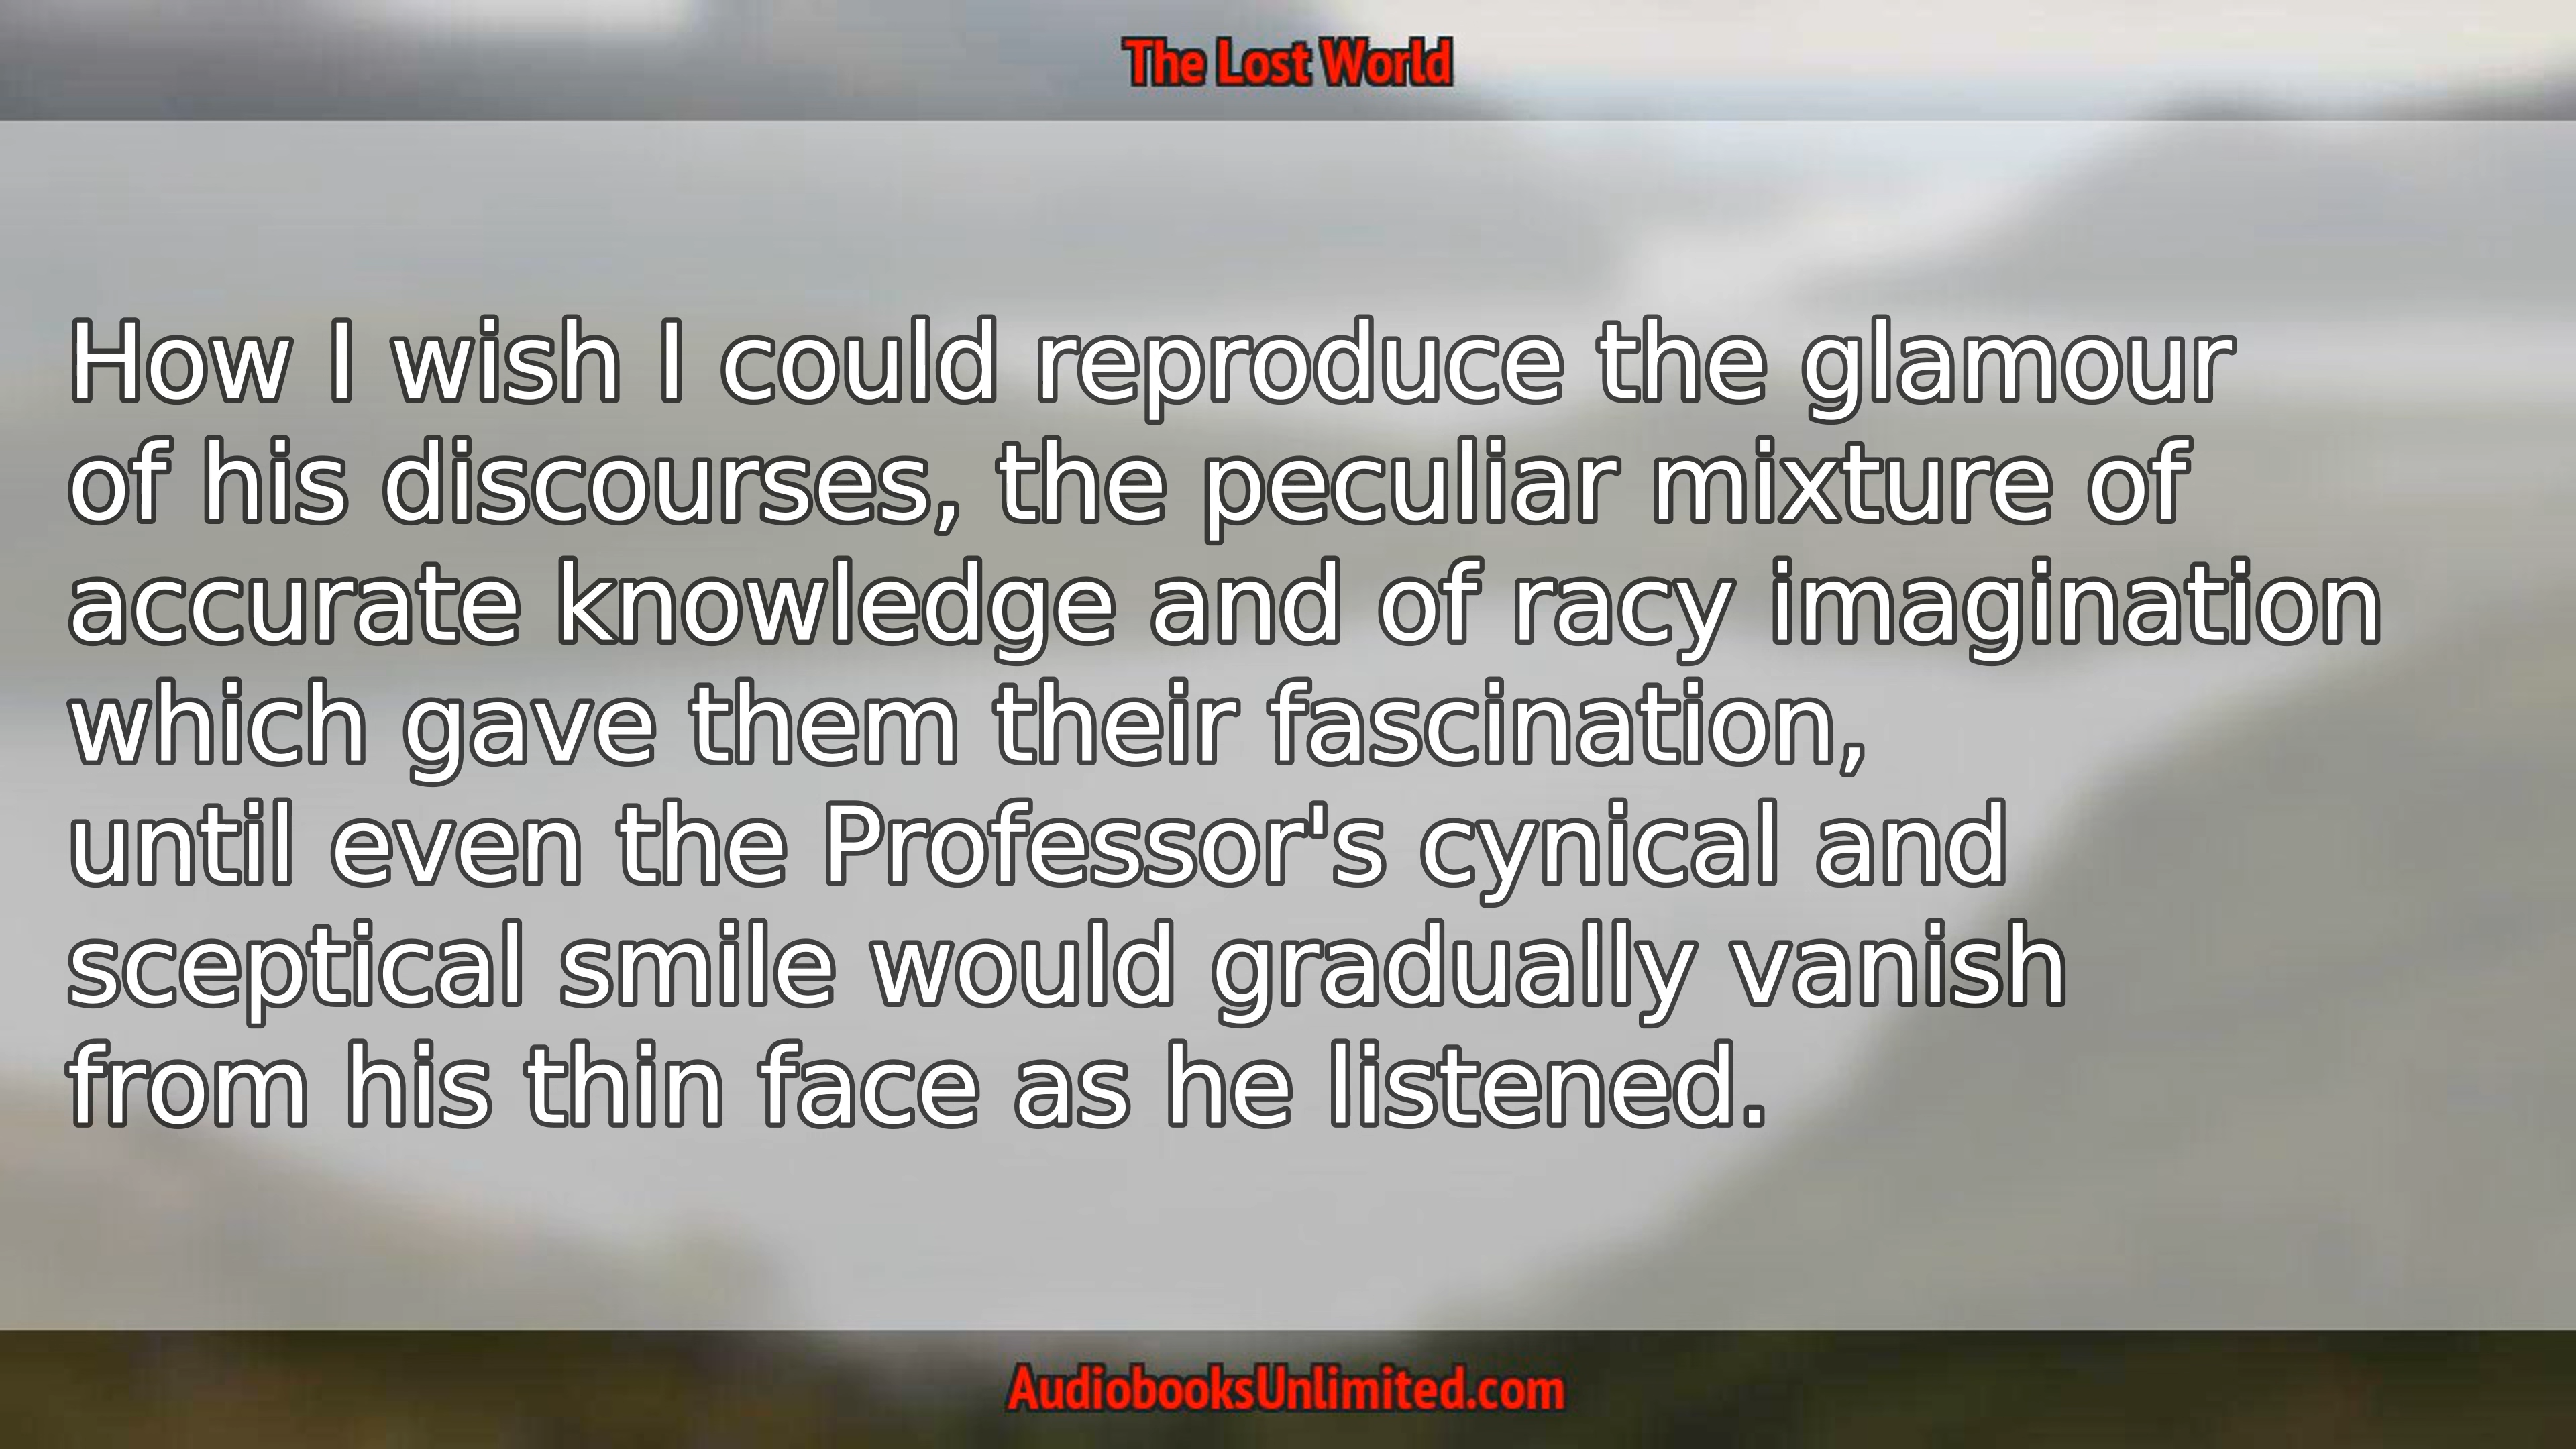 The Lost World
How I wish I could reproduce the glamour
of his discourses, the peculiar mixture of
accurate knowledge and of racy imagination
which gave them their fascination,
until even the Professor's cynical and
sceptical smile would gradually vanish
from his thin face as he listened.
AudiobooksUnlimited.com